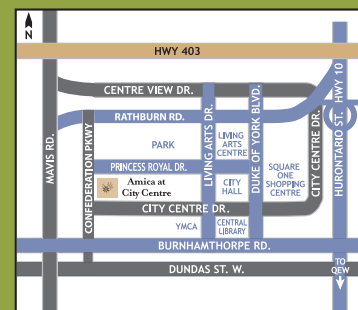 N
HWY 403
HWY 10
CENTRE VIEW DR.
RATHBURN RD.
MAVIS RD.
CONFEDERATION PKWY
PARK
LIVING ARTS DR.
LIVING
ARTS
CENTRE
DUKE OF YORK BLVD.
SQUARE
ONE
SHOPPING
CENTRE
CITY CENTRE DR.
HURONTARIO ST.
PRINCESS ROYAL DR.
Amica at
City Centre
CITY
HALL
CITY CENTRE DR.
YMCA
CENTRAL
LIBRARY
BURNHAMTHORPE RD.
DUNDAS ST. W.
TO
QEW